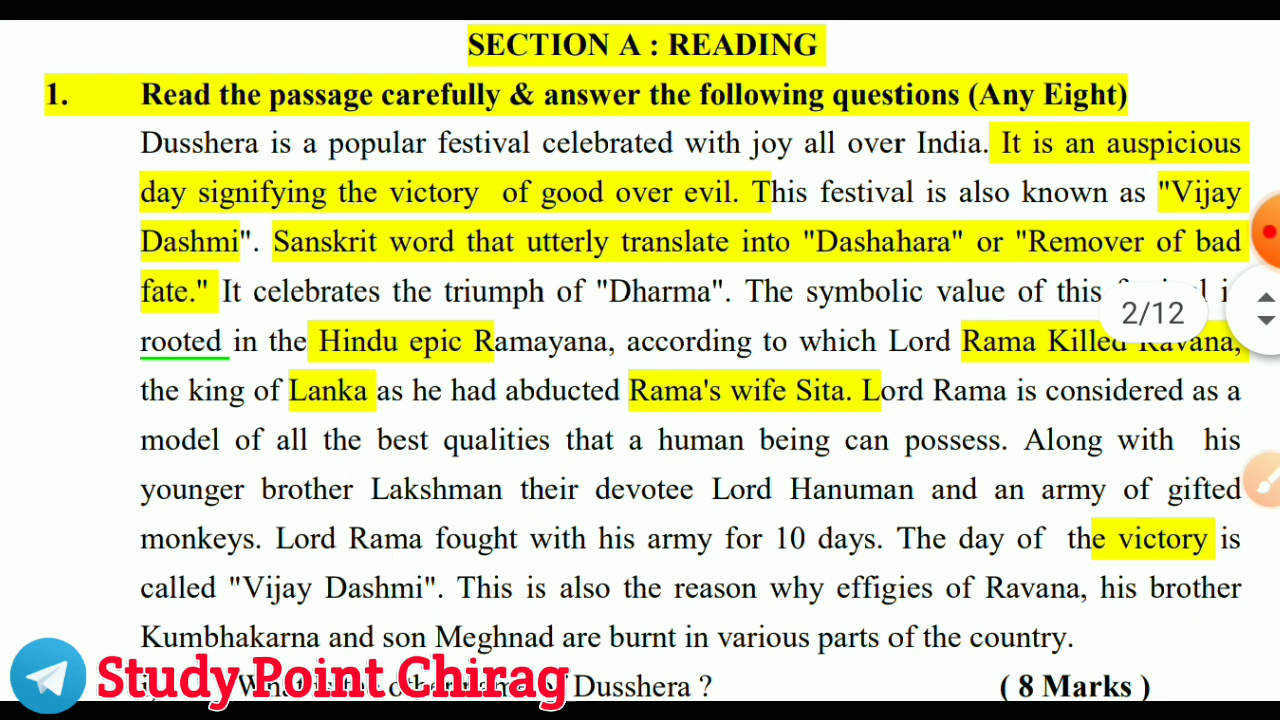 SECTION A : READING
1. Read the passage carefully & answer the following questions (Any Eight)
Dusshera is a popular festival celebrated with joy all over India. It is an auspicious
day signifying the victory of good over evil. This festival is also known as "Vijay
Dashmi". Sanskrit word that utterly translate into "Dashahara" or "Remover of bad
fate." It celebrates the triumph of "Dharma". The symbolic value of this
rooted in the Hindu epic Ramayana, according to which Lord Rama Killed Ravana,
2/12
the king of Lanka as he had abducted Rama's wife Sita. Lord Rama is considered as a
model of all the best qualities that a human being can possess. Along with his
younger brother Lakshman their devotee Lord Hanuman and an army of gifted
monkeys. Lord Rama fought with his army for 10 days. The day of the victory is
called "Vijay Dashmi". This is also the reason why effigies of Ravana, his brother
Kumbhakarna and son Meghnad are burnt in various parts of the country.
Study Point Chirag
Dusshera ? ( 8 Marks )